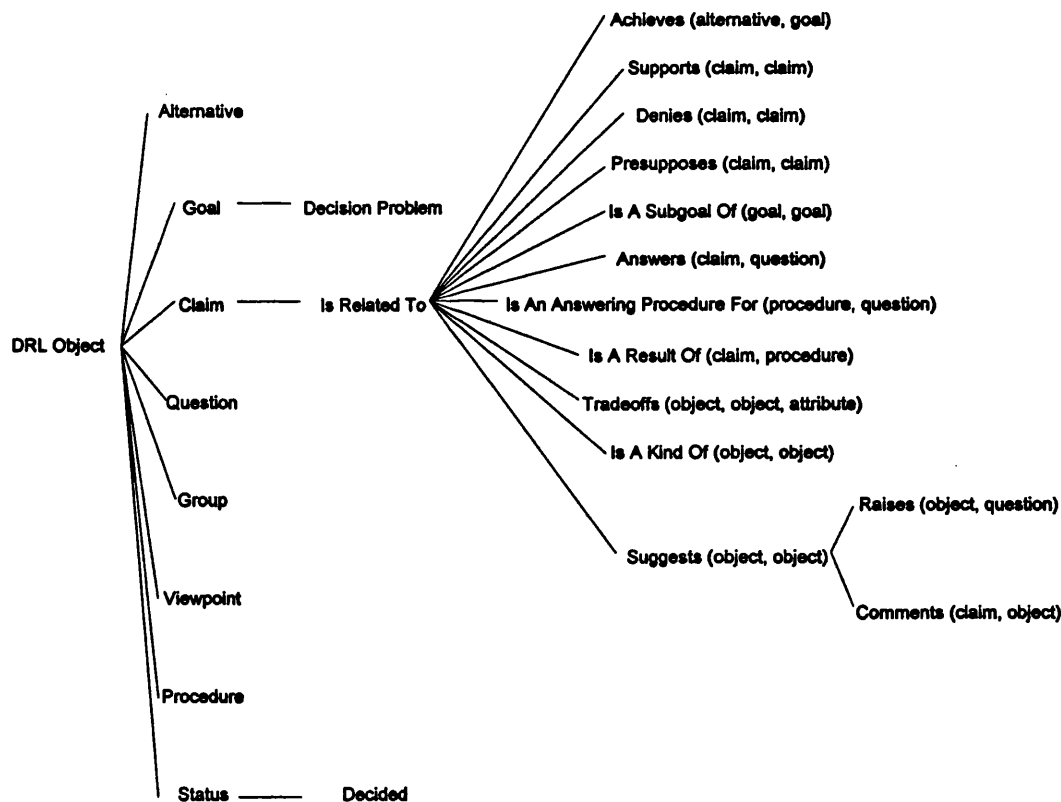 Achieves (alternative, goal)
Supports (claim, claim)
Alternative
Denies (claim, claim)
Presupposes (claim, claim)
Goal
Decision Problem
Is A Subgoal Of (goal, goal)
Answers (claim, question)
Claim
Is Related To
Is An Answering Procedure For (procedure, question)
DRL Object
Is A Result Of (claim, procedure)
Question
Tradeoffs (object, object, attribute)
Is A Kind Of (object, object)
Group
Raises (object, question)
Suggests (object, object)
Viewpoint
Comments (claim, object)
Procedure
Status
Decided